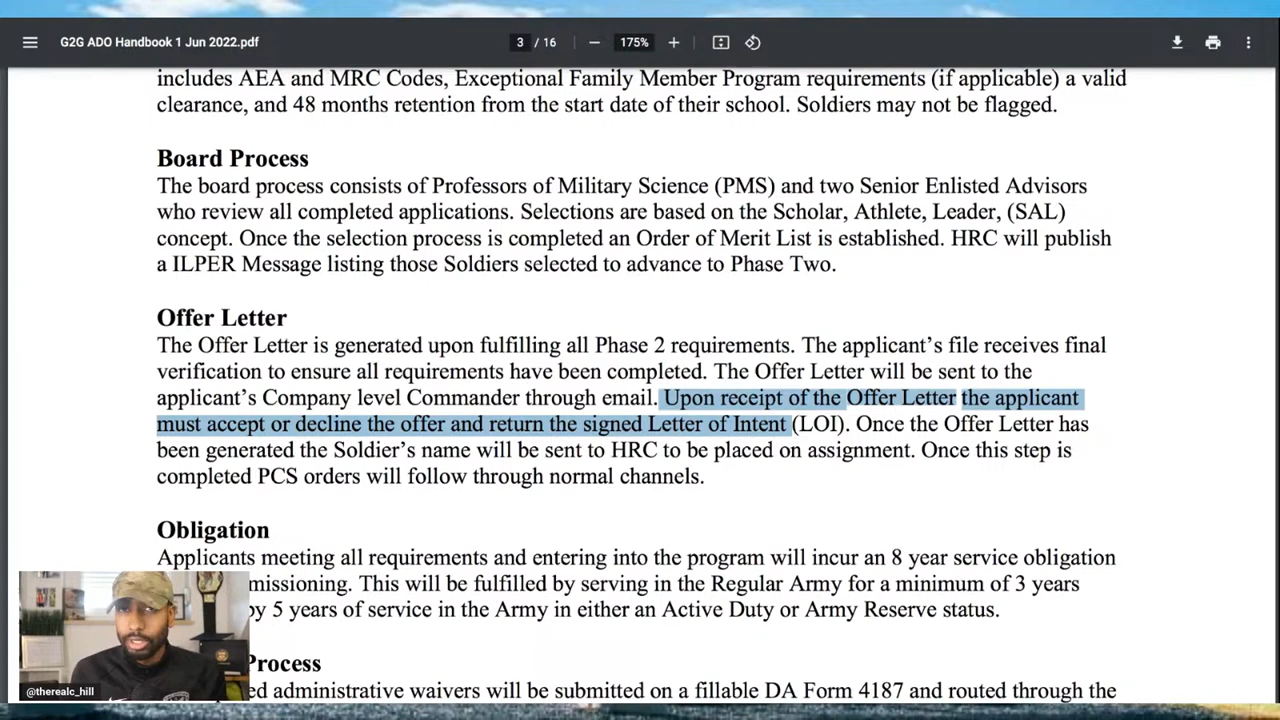 G2G ADO Handbook 1 Jun 2022.pdf
3 / 16
175%
includes AEA and MRC Codes, Exceptional Family Member Program requirements (if applicable) a valid
clearance, and 48 months retention from the start date of their school. Soldiers may not be flagged.
Board Process
The board process consists of Professors of Military Science (PMS) and two Senior Enlisted Advisors
who review all completed applications. Selections are based on the Scholar, Athlete, Leader, (SAL)
concept. Once the selection process is completed an Order of Merit List is established. HRC will publish
a ILPER Message listing those Soldiers selected to advance to Phase Two.
Offer Letter
The Offer Letter is generated upon fulfilling all Phase 2 requirements. The applicant’s file receives final
verification to ensure all requirements have been completed. The Offer Letter will be sent to the
applicant’s Company level Commander through email. Upon receipt of the Offer Letter the applicant
must accept or decline the offer and return the signed Letter of Intent (LOI). Once the Offer Letter has
been generated the Soldier’s name will be sent to HRC to be placed on assignment. Once this step is
completed PCS orders will follow through normal channels.
Obligation
Applicants meeting all requirements and entering into the program will incur an 8 year service obligation
mmissioning. This will be fulfilled by serving in the Regular Army for a minimum of 3 years
by 5 years of service in the Army in either an Active Duty or Army Reserve status.
Process
ed administrative waivers will be submitted on a fillable DA Form 4187 and routed through the
@therealc_hill